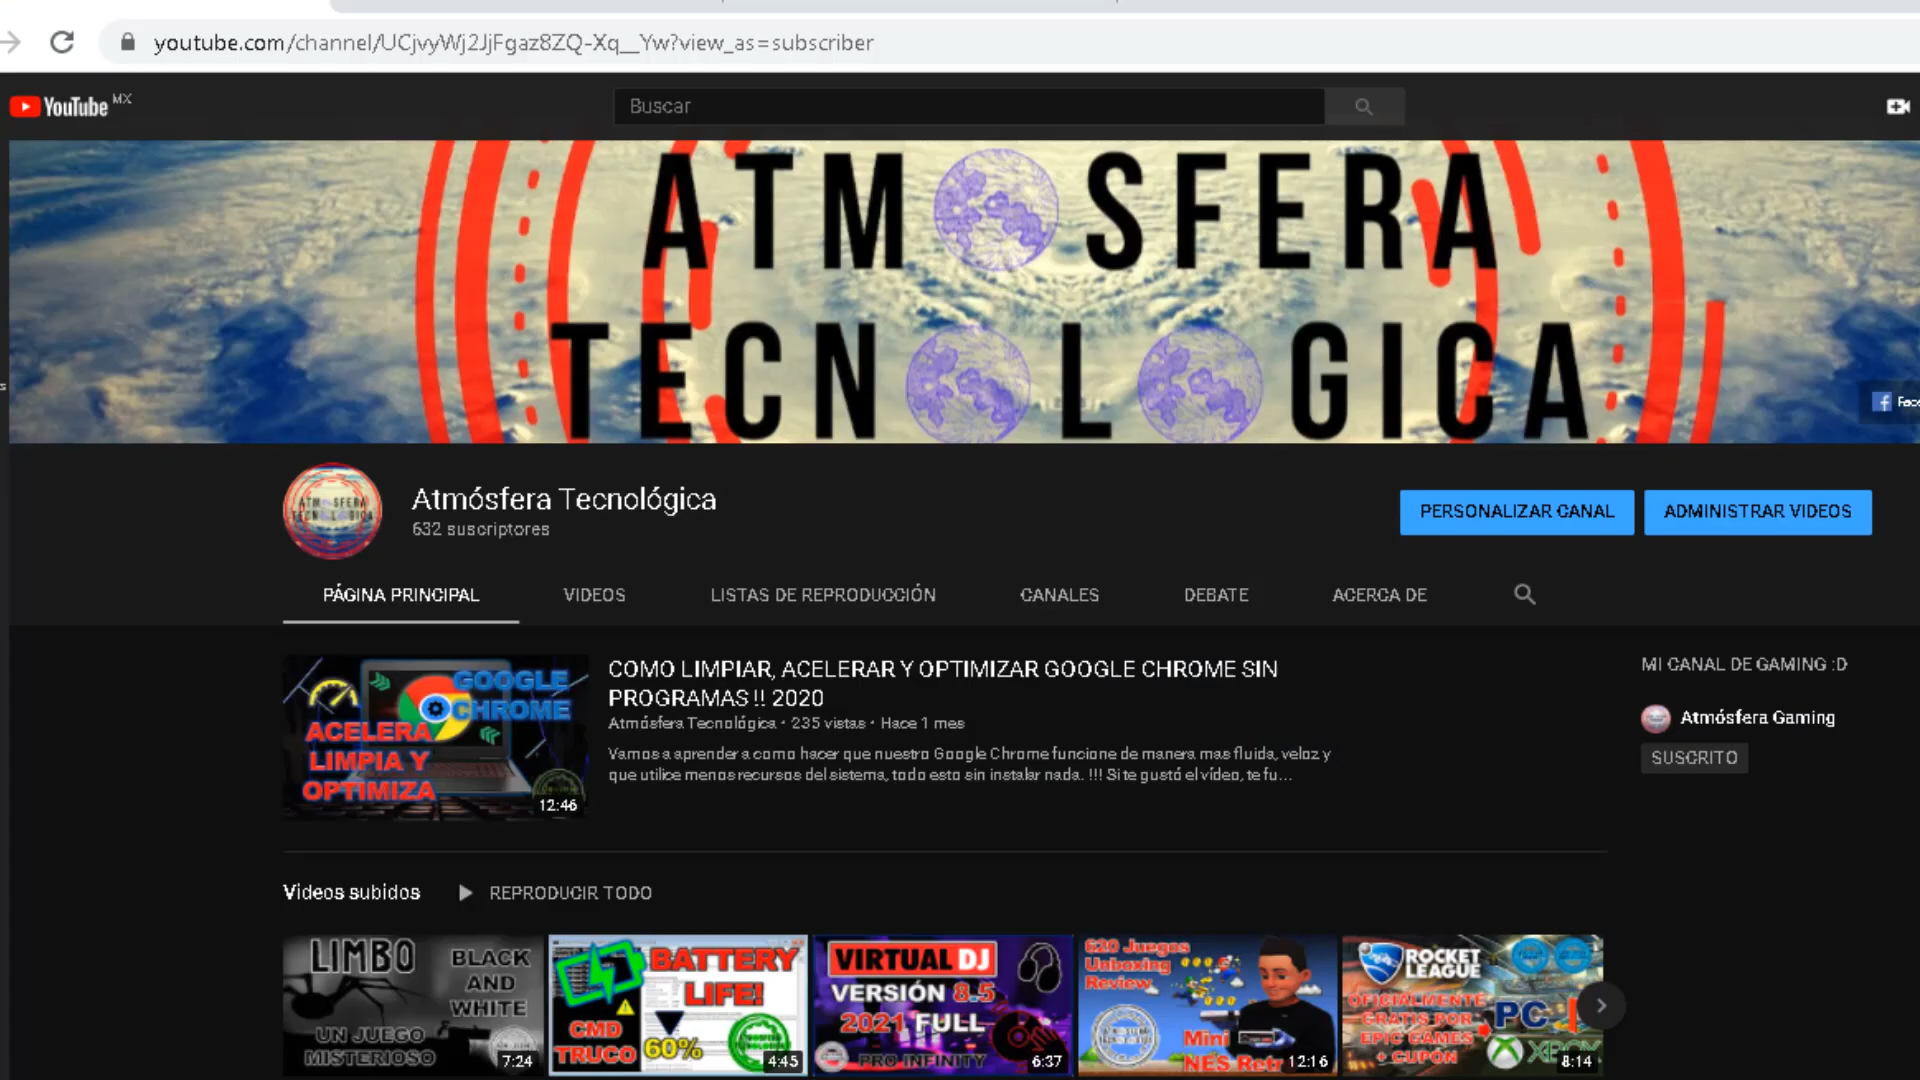 youtube.com/channel/UCjvyWj2JjFgaz8ZQ-Xq__Yw?view_as=subscriber
YouTube MX
Buscar
ATMOSFERA
TECNOLOGICA
Face
Atmósfera Tecnológica
632 suscriptores
PERSONALIZAR CANAL
ADMINISTRAR VIDEOS
PÁGINA PRINCIPAL
VIDEOS
LISTAS DE REPRODUCCIÓN
CANALES
DEBATE
ACERCA DE
GOOGLE
CHROME
ACELERA
LIMPIA Y
OPTIMIZA
12:46
COMO LIMPIAR, ACELERAR Y OPTIMIZAR GOOGLE CHROME SIN
PROGRAMAS !! 2020
Atmósfera Tecnológica • 235 vistas • Hace 1 mes
Vamos a aprender a como hacer que nuestro Google Chrome funcione de manera mas fluida, veloz y
que utilice menos recursos del sistema, todo esto sin instalar nada. !!! Si te gustó el vídeo, te fu...
MI CANAL DE GAMING :D
Atmósfera Gaming
SUSCRITO
Videos subidos
REPRODUCIR TODO
LIMBO
BLACK
AND
WHITE
UN JUEGO
MISTERIOSO
7:24
BATTERY
LIFE!
CMD
TRUCO
60%
4:45
VIRTUAL DJ
VERSIÓN 8.5
2021 FULL
PRO INFINITY
6:37
620 Juegos
Unboxing
Review
Mini
NES Retr
12:16
ROCKET
LEAGUE
OFICIALMENTE
GRATIS POR
EPIC GAMES
+ CUPON
PC
XBOX
8:14